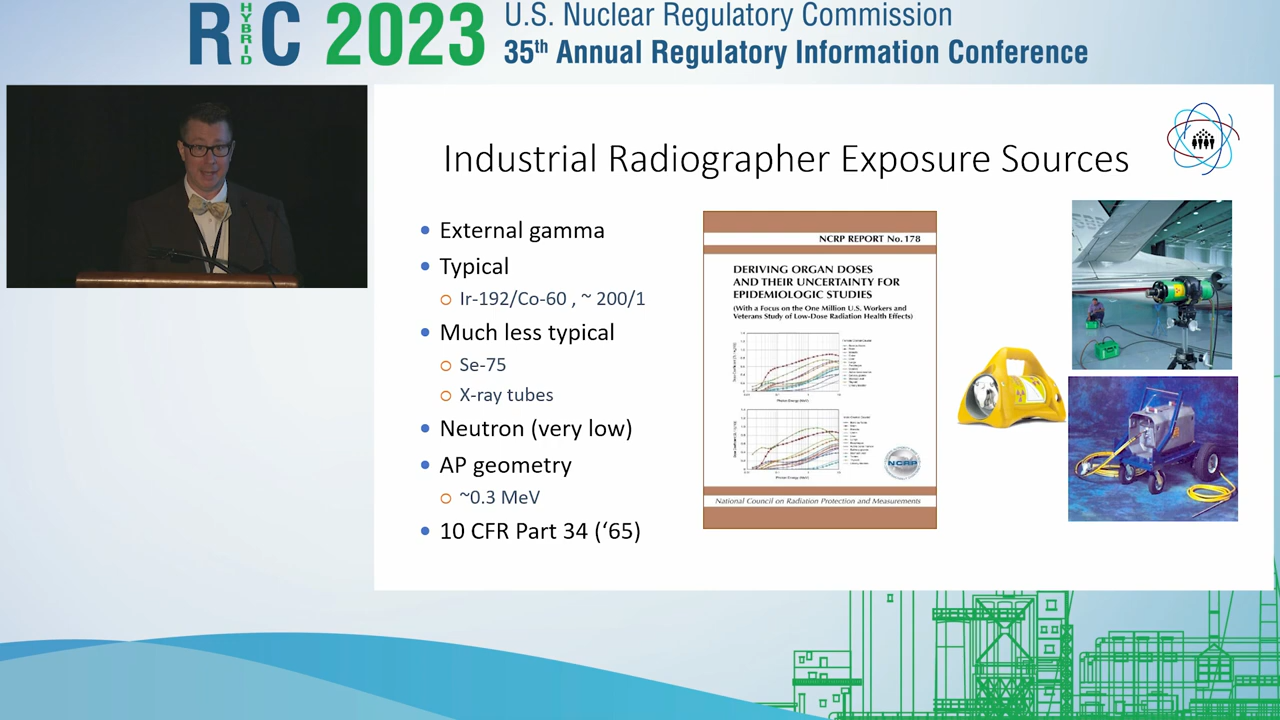 RIC 2023
HYBRID
U.S. Nuclear Regulatory Commission
35th Annual Regulatory Information Conference
Industrial Radiographer Exposure Sources
• External gamma
• Typical
Ir-192/Co-60 , ~ 200/1
• Much less typical
Se-75
X-ray tubes
• Neutron (very low)
• AP geometry
~0.3 MeV
• 10 CFR Part 34 (‘65)
NCRP REPORT No. 178
DERIVING ORGAN DOSES
AND THEIR UNCERTAINTY FOR
EPIDEMIOLOGIC STUDIES
(With a Focus on the One Million U.S. Workers and
Veterans Study of Low-Dose Radiation Health Effects)
NCRP
National Council on Radiation Protection and Measurements